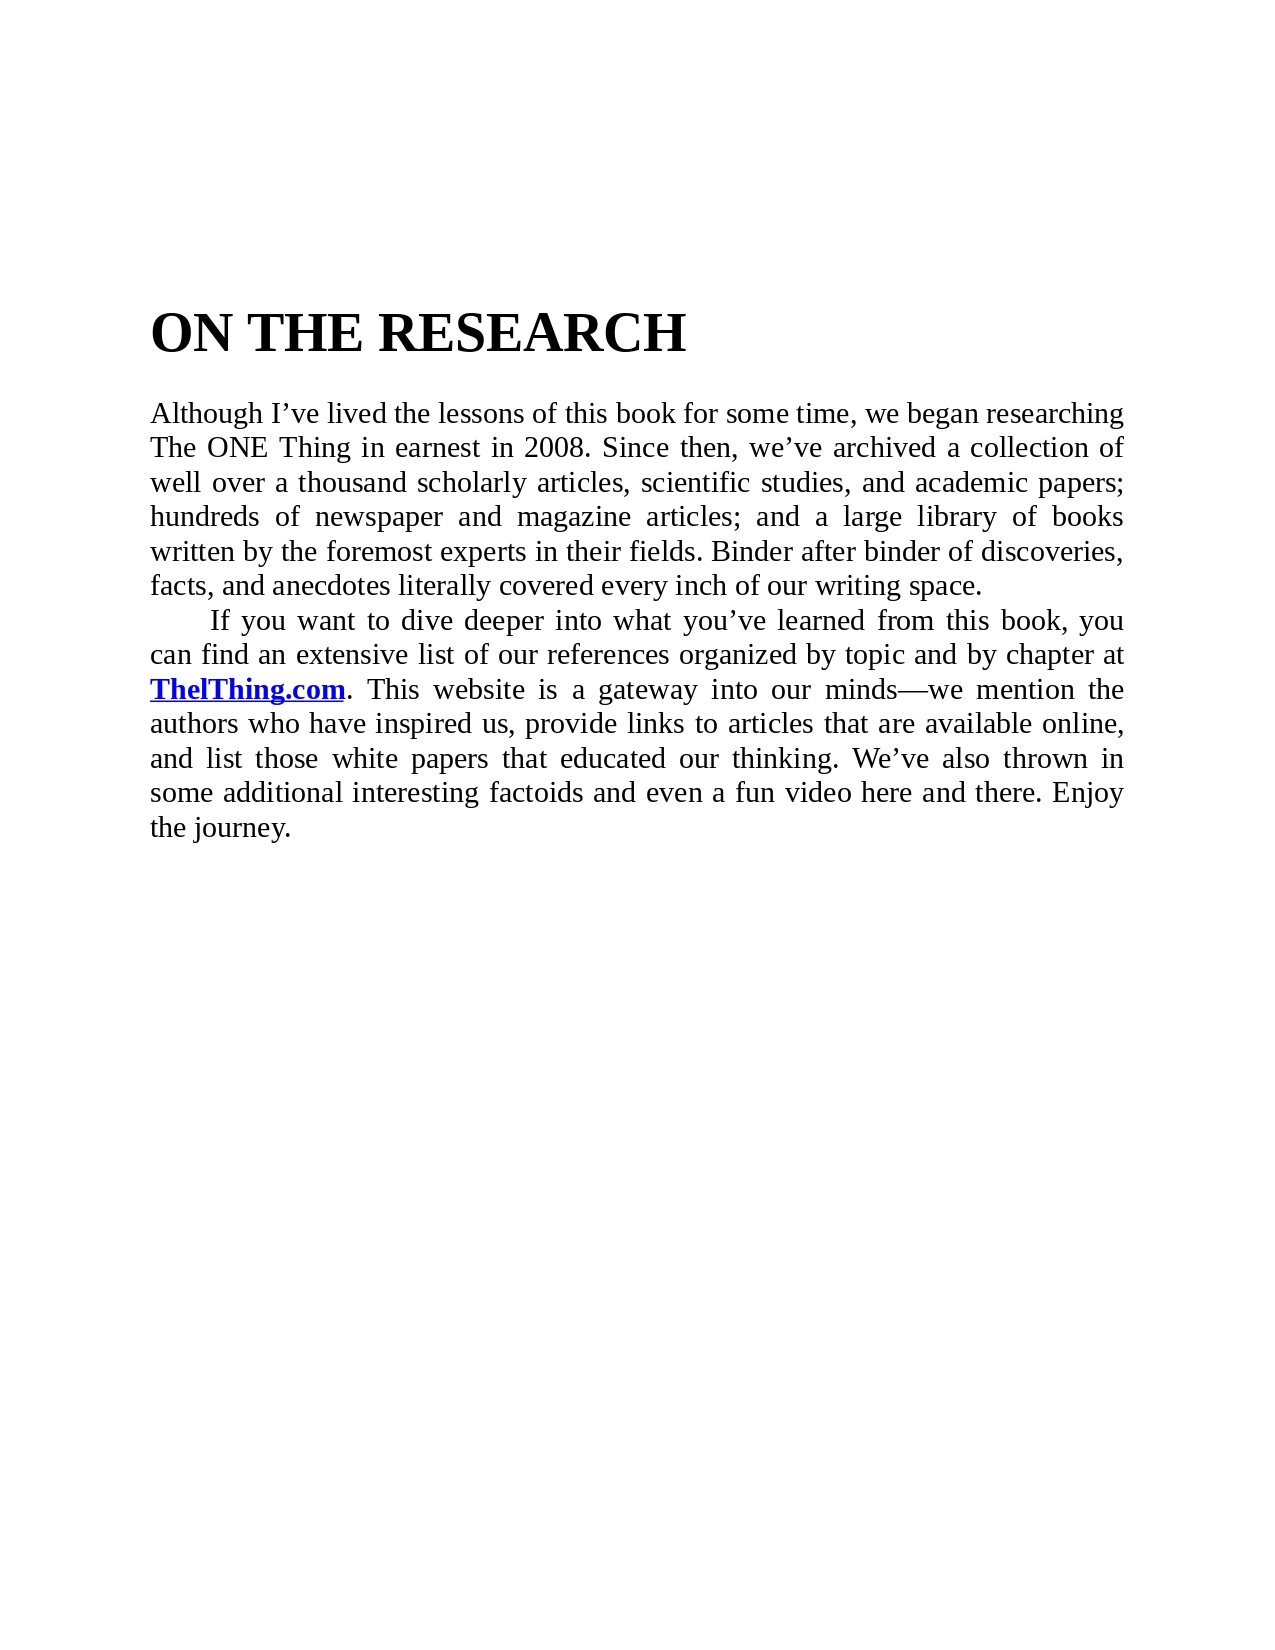 ON THE RESEARCH
Although I’ve lived the lessons of this book for some time, we began researching
The ONE Thing in earnest in 2008. Since then, we’ve archived a collection of
well over a thousand scholarly articles, scientific studies, and academic papers;
hundreds of newspaper and magazine articles; and a large library of books
written by the foremost experts in their fields. Binder after binder of discoveries,
facts, and anecdotes literally covered every inch of our writing space.
If you want to dive deeper into what you’ve learned from this book, you
can find an extensive list of our references organized by topic and by chapter at
ThelThing.com. This website is a gateway into our minds—we mention the
authors who have inspired us, provide links to articles that are available online,
and list those white papers that educated our thinking. We’ve also thrown in
some additional interesting factoids and even a fun video here and there. Enjoy
the journey.